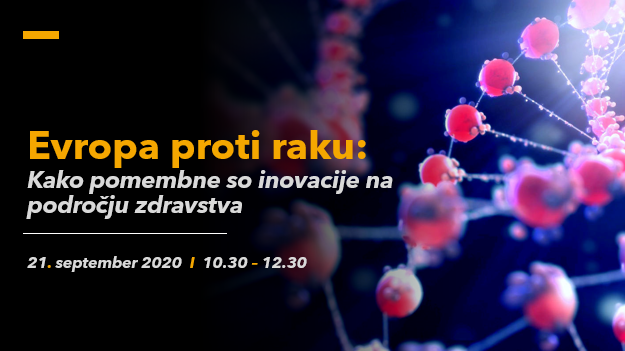 Evropa proti raku:
Kako pomembne so inovacije na
področju zdravstva
21. september 2020 I 10.30 – 12.30